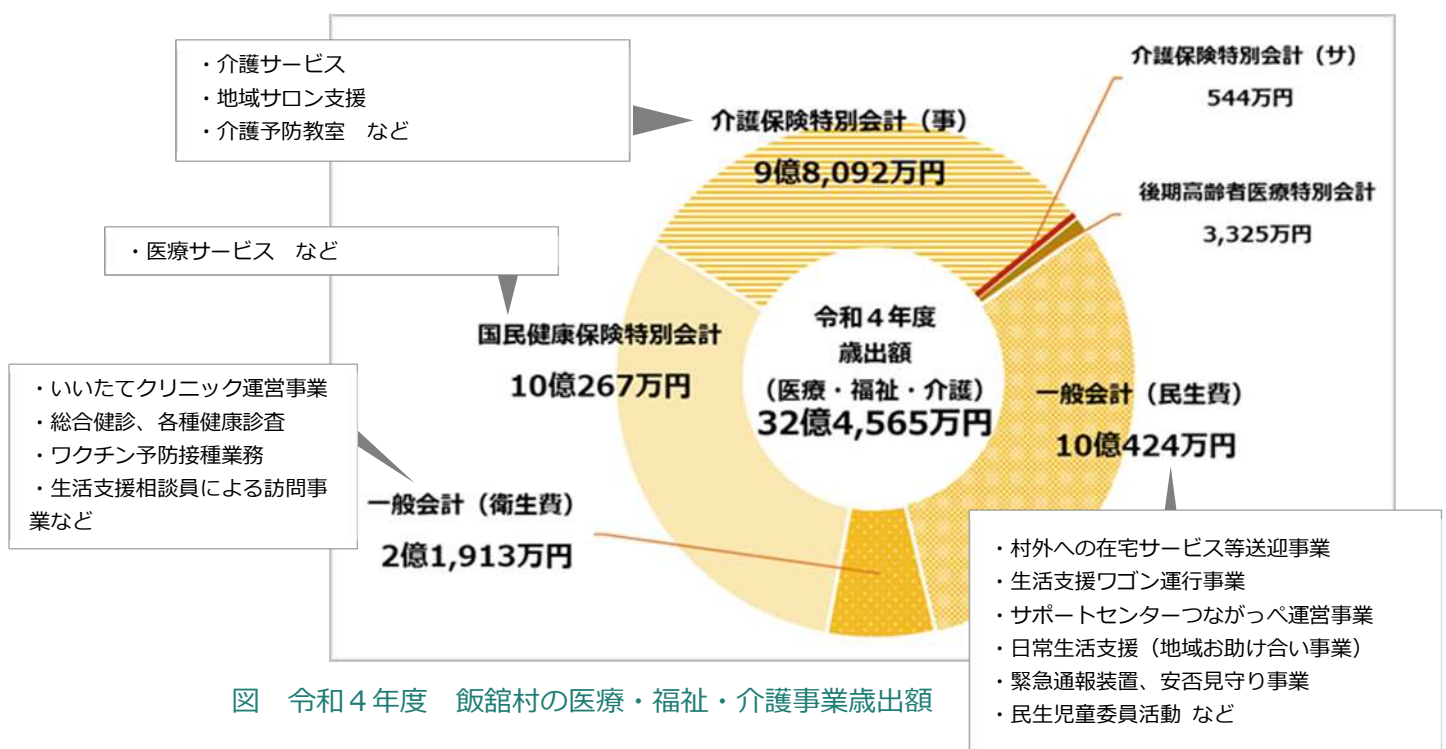 ・介護サービス
・地域サロン支援
・介護予防教室　など
介護保険特別会計（サ）
544万円
介護保険特別会計（事）
9億8,092万円
後期高齢者医療特別会計
3,325万円
・医療サービス　など
国民健康保険特別会計
10億267万円
令和４年度
歳出額
（医療・福祉・介護）
32億4,565万円
一般会計（民生費）
10億424万円
・いいたてクリニック運営事業
・総合健診、各種健康診査
・ワクチン予防接種業務
・生活支援相談員による訪問事
業など
一般会計（衛生費）
2億1,913万円
・村外への在宅サービス等送迎事業
・生活支援ワゴン運行事業
・サポートセンターつながっぺ運営事業
・日常生活支援（地域お助け合い事業）
・緊急通報装置、安否見守り事業
・民生児童委員活動 など
図　令和４年度　飯舘村の医療・福祉・介護事業歳出額